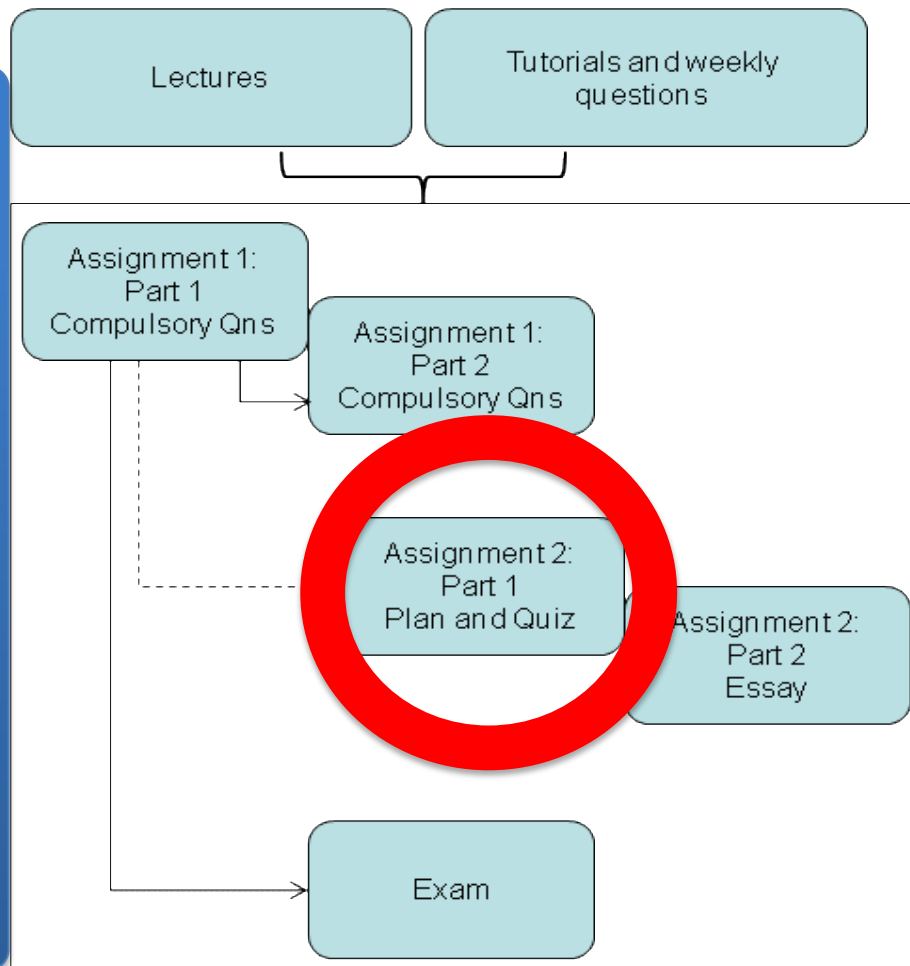 Lectures
Tutorials and weekly
questions
Assignment 1:
Part 1
Compulsory Qns
Assignment 1:
Part 2
Compulsory Qns
Assignment 2:
Part 1
Plan and Quiz
Assignment 2:
Part 2
Essay
Exam